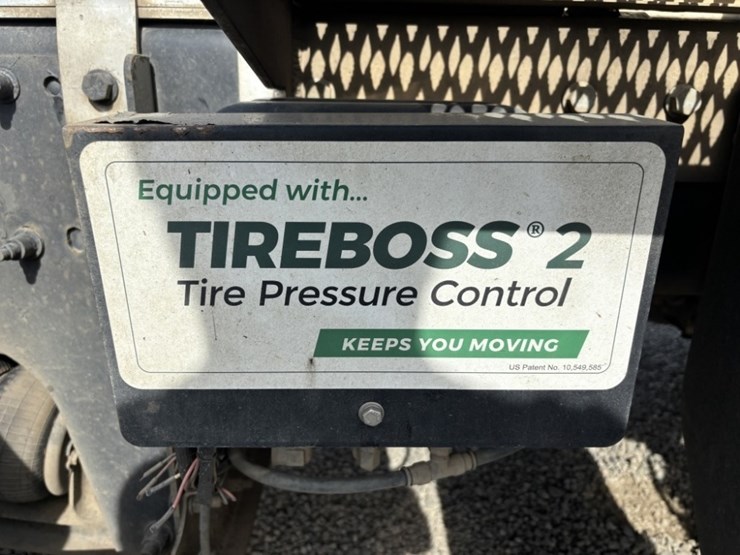 Equipped with...
TIREBOSS® 2
Tire Pressure Control
KEEPS YOU MOVING
US Patent No. 10,549,585